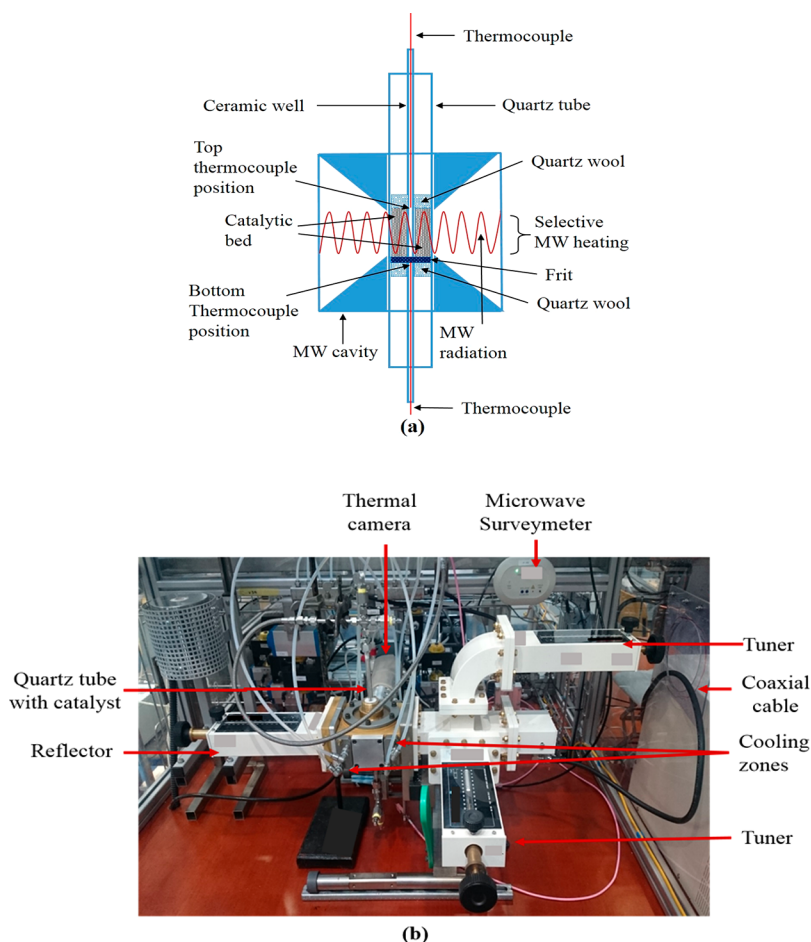 Thermocouple
Ceramic well
Quartz tube
Top
thermocouple
position
Quartz wool
Catalytic
bed
Selective
MW heating
Frit
Bottom
Thermocouple
position
Quartz wool
MW cavity
MW
radiation
Thermocouple
(a)
Thermal
camera
Microwave
Surveymeter
Tuner
Quartz tube
with catalyst
Coaxial
cable
Reflector
Cooling
zones
Tuner
(b)